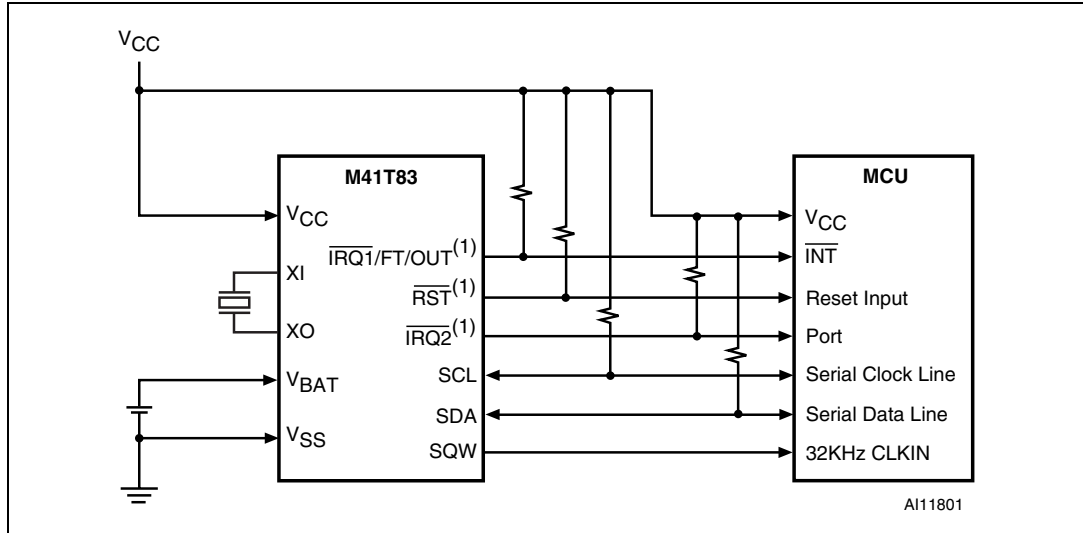 VCC
M41T83
VCC
XI
XO
VBAT
VSS
IRQ1/FT/OUT(1)
RST(1)
IRQ2(1)
SCL
SDA
SQW
MCU
VCC
INT
Reset Input
Port
Serial Clock Line
Serial Data Line
32KHz CLKIN
AI11801